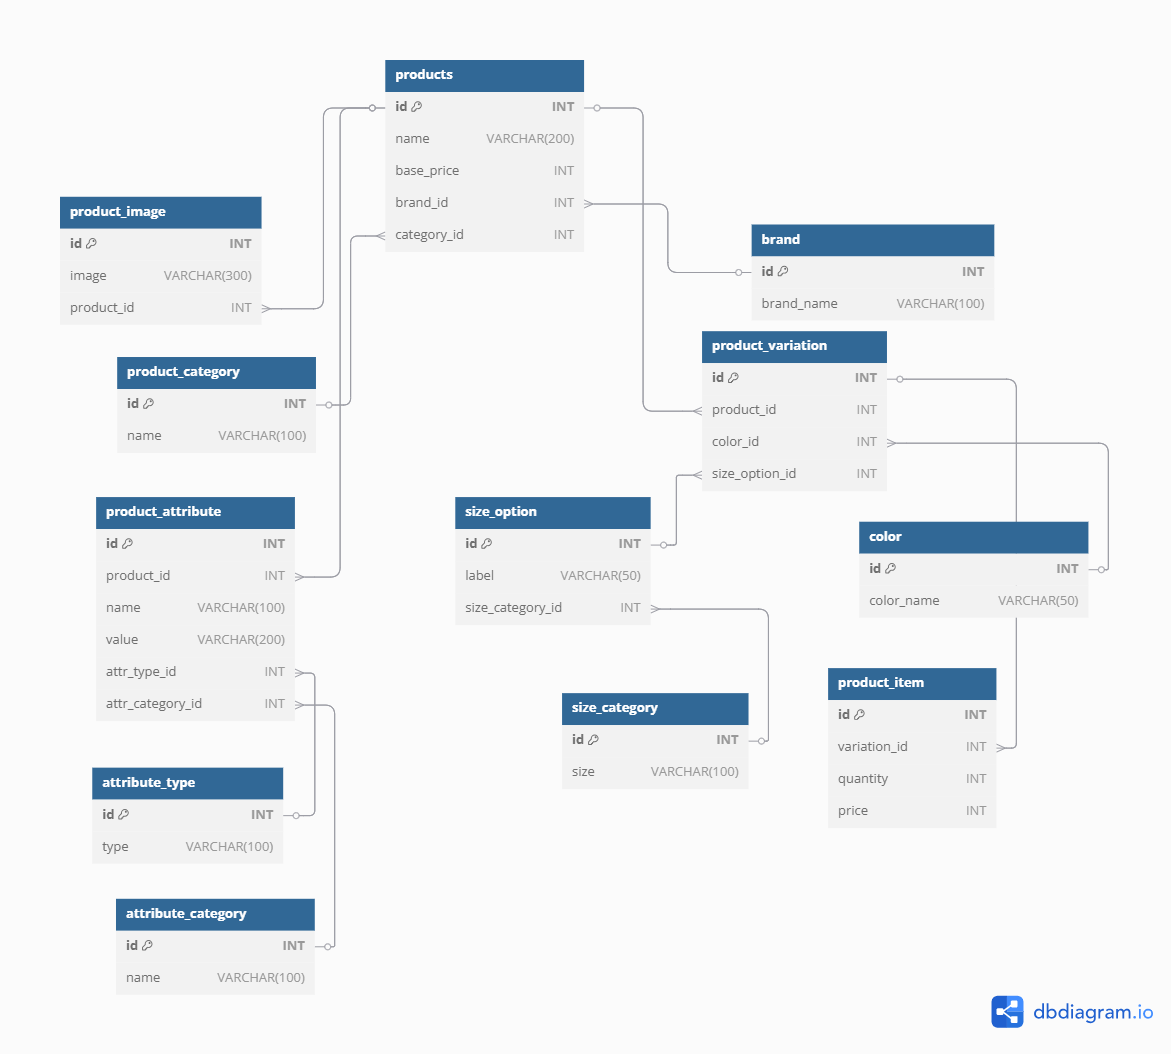 products
id INT
name VARCHAR(200)
base_price INT
brand_id INT
category_id INT
product_image
id INT
image VARCHAR(300)
product_id INT
brand
id INT
brand_name VARCHAR(100)
product_variation
id INT
product_id INT
color_id INT
size_option_id INT
product_category
id INT
name VARCHAR(100)
product_attribute
id INT
product_id INT
name VARCHAR(100)
value VARCHAR(200)
attr_type_id INT
attr_category_id INT
size_option
id INT
label VARCHAR(50)
size_category_id INT
color
id INT
color_name VARCHAR(50)
size_category
id INT
size VARCHAR(100)
product_item
id INT
variation_id INT
quantity INT
price INT
attribute_type
id INT
type VARCHAR(100)
attribute_category
id INT
name VARCHAR(100)
dbdiagram.io